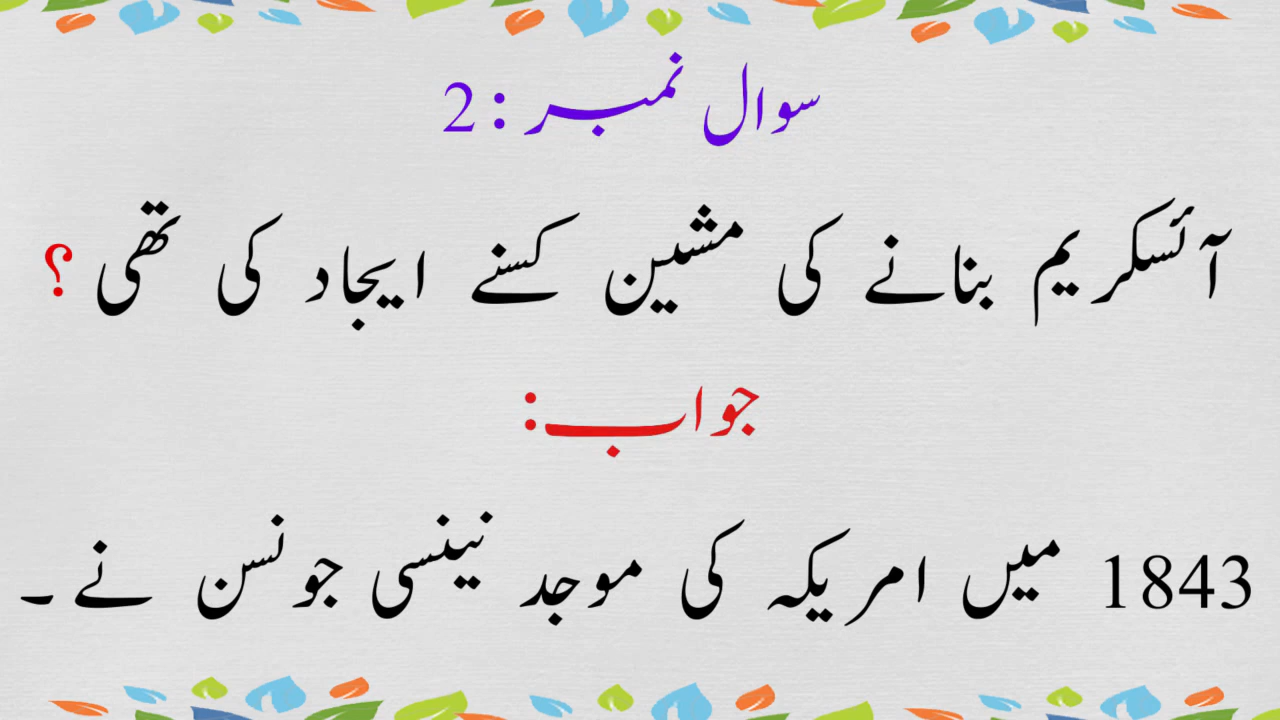 سوال نمبر :2
آئسکریم بنانے کی مشین کسنے ایجاد کی تھی ؟
جواب:
1843 میں امریکہ کی موجد نینسی جونسن نے ۔